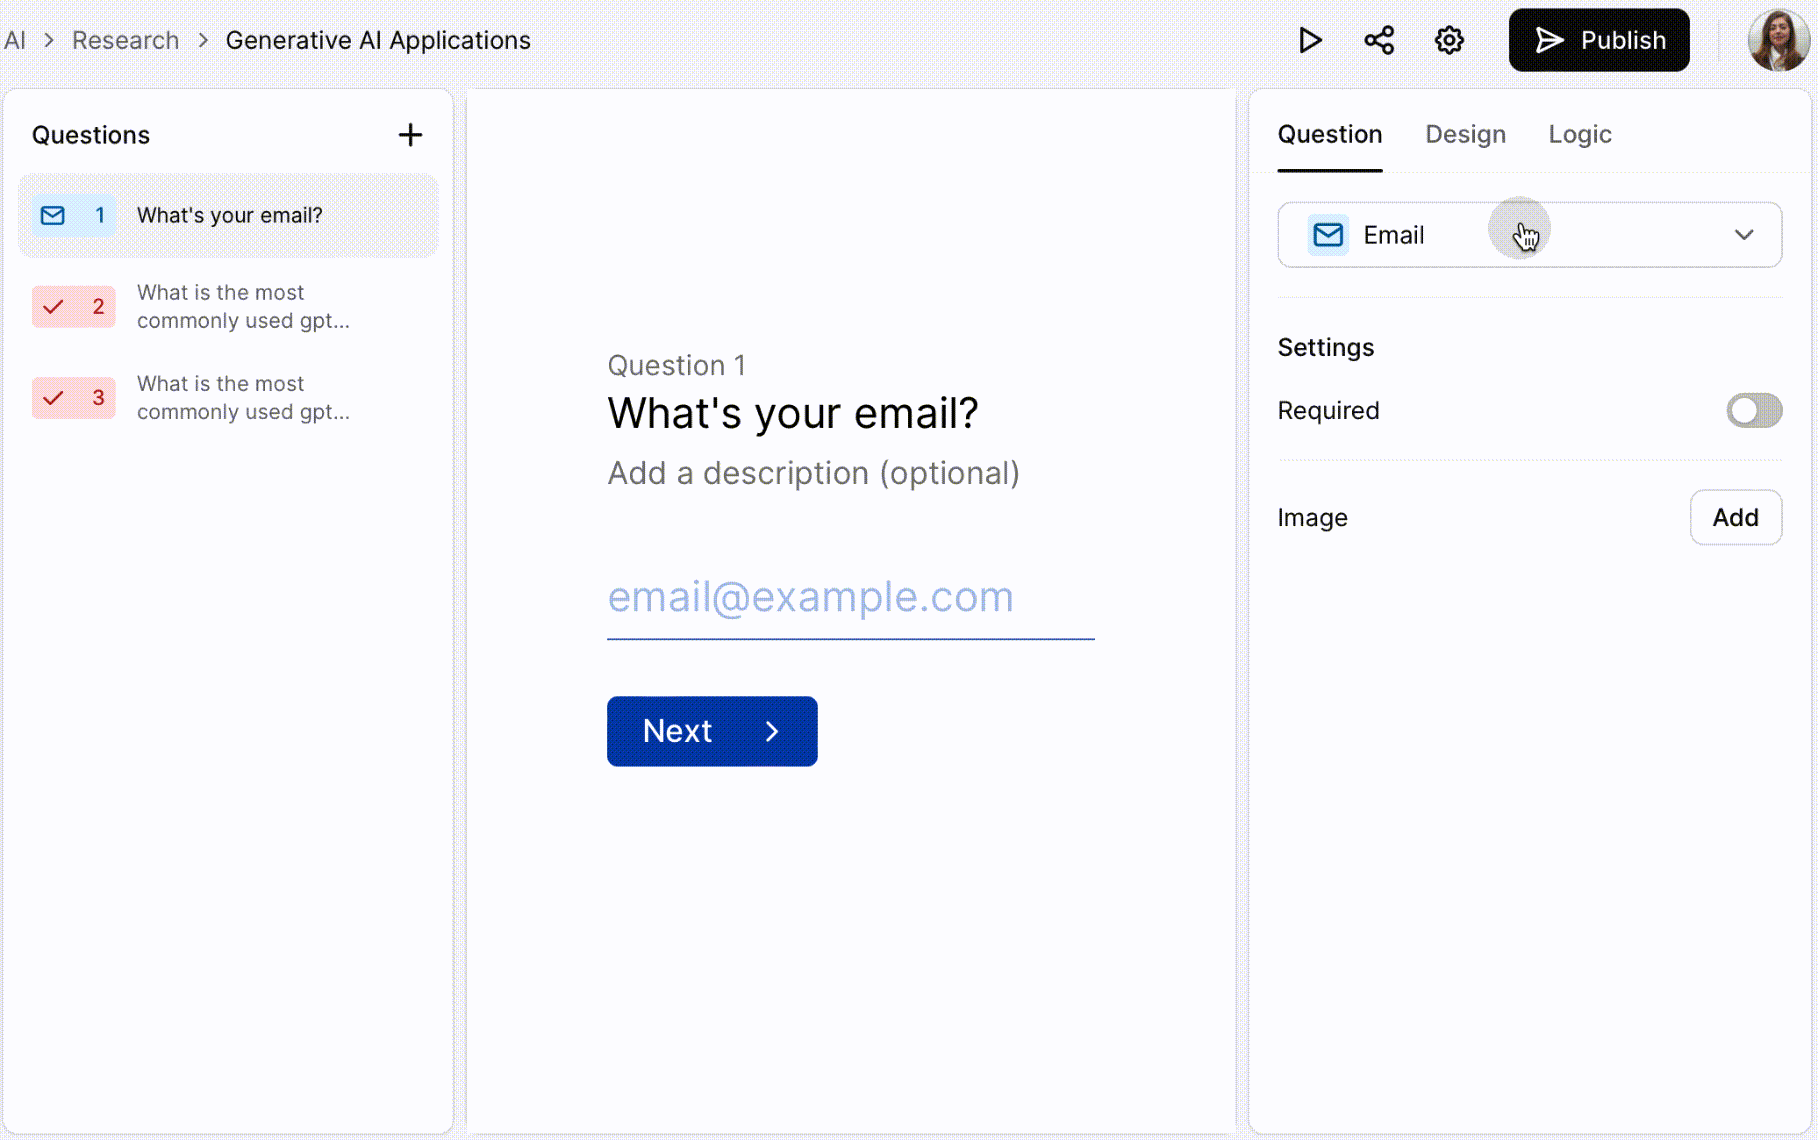 AI > Research > Generative AI Applications
Publish
Questions
1 What's your email?
2 What is the most
commonly used gpt...
3 What is the most
commonly used gpt...
Question 1
What's your email?
Add a description (optional)
email@example.com
Next
Question Design Logic
Email
Settings
Required
Image Add